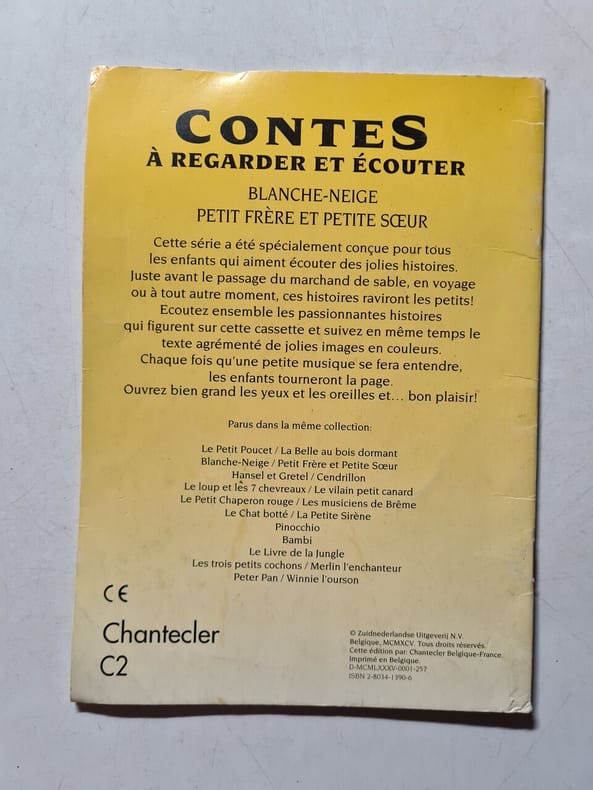 CONTES
À REGARDER ET ÉCOUTER
BLANCHE-NEIGE
PETIT FRÈRE ET PETITE SŒUR
Cette série a été spécialement conçue pour tous
les enfants qui aiment écouter des jolies histoires.
Juste avant le passage du marchand de sable, en voyage
ou à tout autre moment, ces histoires raviront les petits!
Ecoutez ensemble les passionnantes histoires
qui figurent sur cette cassette et suivez en même temps le
texte agrémenté de jolies images en couleurs.
Chaque fois qu'une petite musique se fera entendre,
les enfants tourneront la page.
Ouvrez bien grand les yeux et les oreilles et... bon plaisir!
Parus dans la même collection:
Le Petit Poucet / La Belle au bois dormant
Blanche-Neige / Petit Frère et Petite Sœur
Hansel et Gretel / Cendrillon
Le loup et les 7 chevreaux / Le vilain petit canard
Le Petit Chaperon rouge / Les musiciens de Brême
Le Chat botté / La Petite Sirène
Pinocchio
Bambi
Le Livre de la Jungle
Les trois petits cochons / Merlin l'enchanteur
Peter Pan / Winnie l'ourson
CE
Chantecler
C2
© Zuidnederlandse Uitgeverij N.V.
Belgique, MCMXCV. Tous droits réservés.
Cette édition par: Chantecler Belgique-France.
Imprimé en Belgique.
D-MCMLXXXV-0001-257
ISBN 2-8034-1390-6